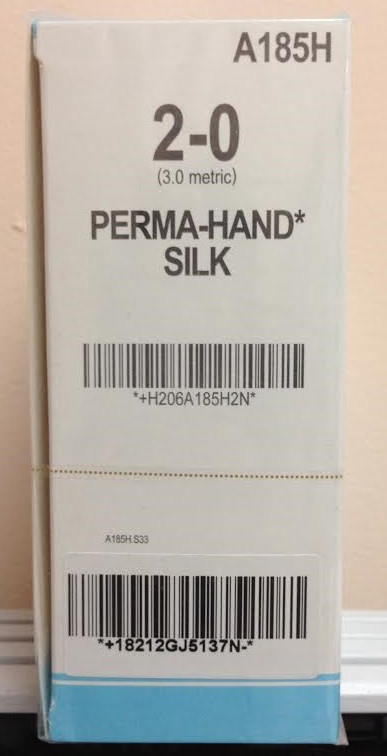 A185H
2-0
(3.0 metric)
PERMA-HAND*
SILK
*+H206A185H2N*
A185H.S33
*+18212GJ5137N-*